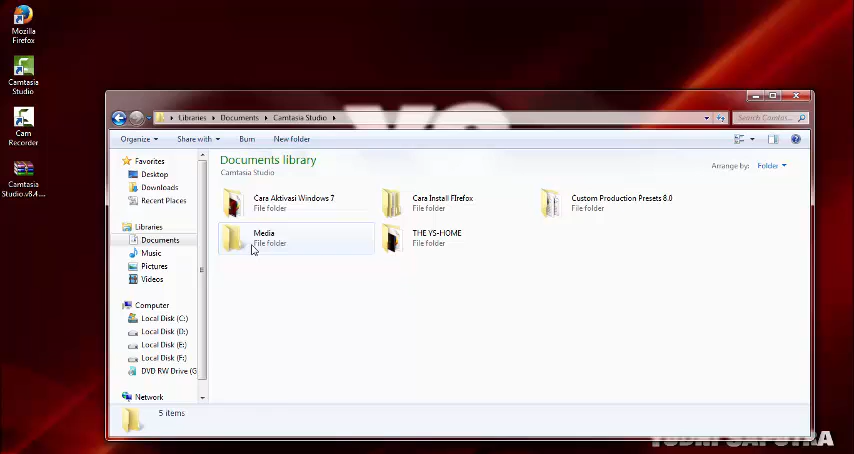 Mozilla
Firefox
Camtasia
Studio
Cam
Recorder
Camtasia
Studio.v8.4...
Libraries
Documents
Camtasia Studio
Search Camtas...
Organize
Share with
Burn
New folder
Favorites
Desktop
Downloads
Recent Places
Libraries
Documents
Music
Pictures
Videos
Computer
Local Disk (C:)
Local Disk (D:)
Local Disk (E:)
Local Disk (F:)
DVD RW Drive (G
Network
Documents library
Camtasia Studio
Arrange by:
Folder
Cara Aktivasi Windows 7
File folder
Cara Install FIrefox
File folder
Custom Production Presets 8.0
File folder
Media
File folder
THE YS-HOME
File folder
5 items